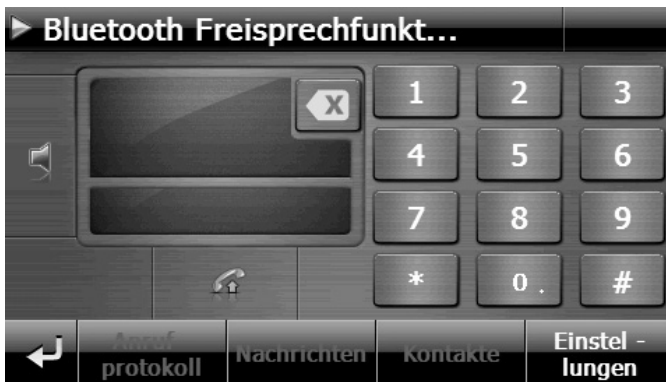 Bluetooth Freisprechfunkt...
X
1 2 3
4 5 6
7 8 9
* 0 . #
Anruf
protokoll
Nachrichten
Kontakte
Einstel -
lungen